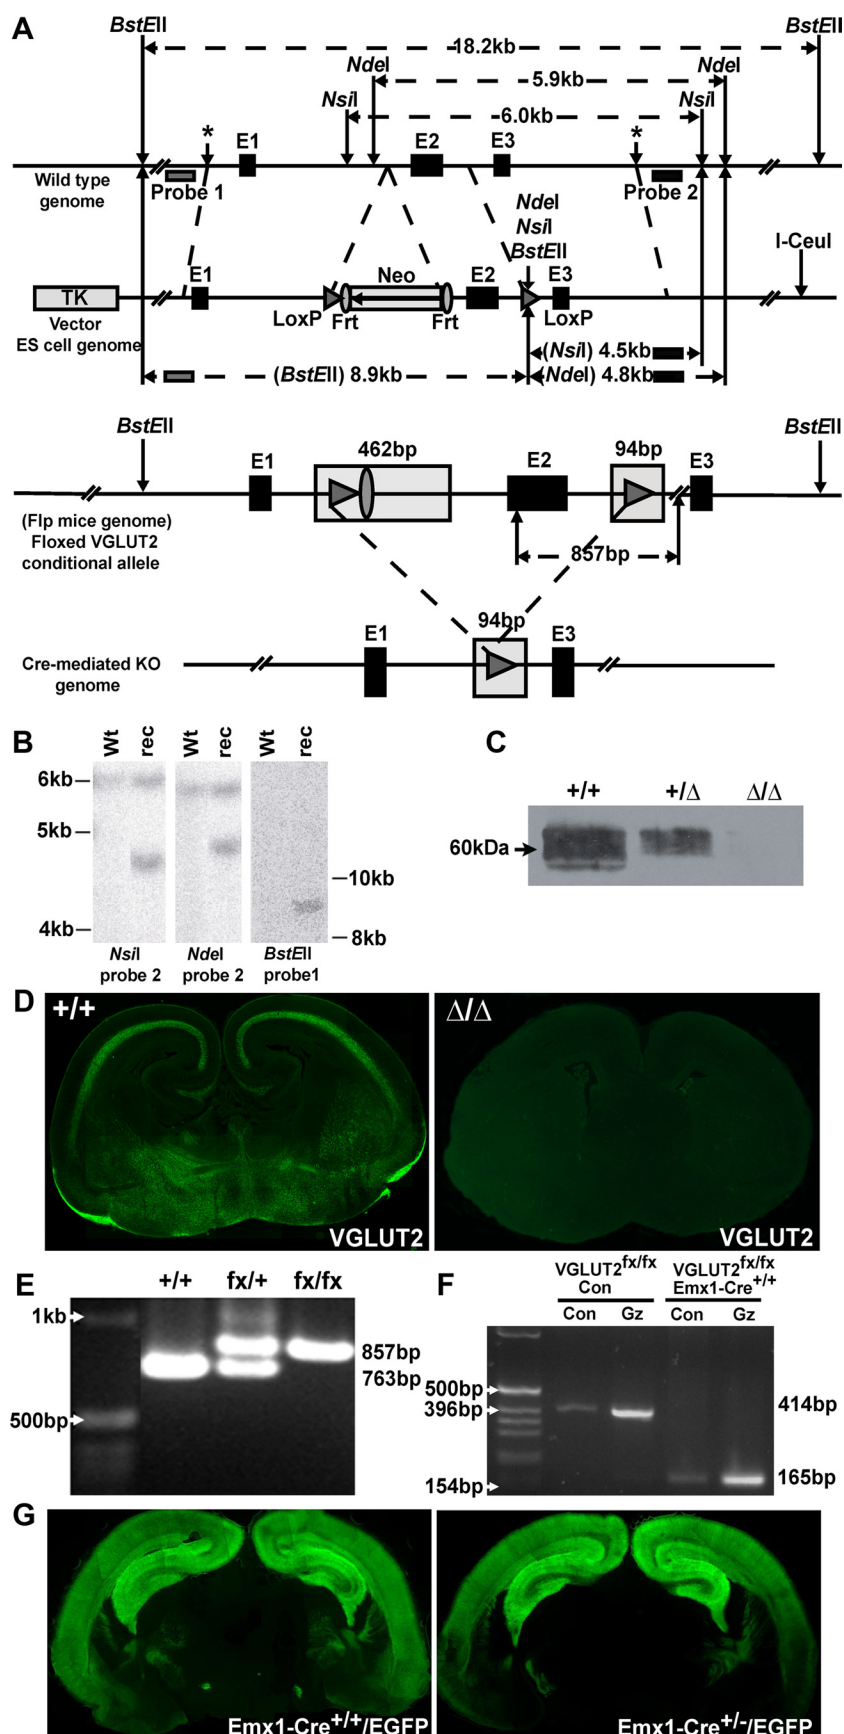 A
BstEII
BstEII
18.2kb
NdeI
NdeI
5.9kb
NsiI
NsiI
6.0kb
*
*
E1
E2
E3
Wild type
genome
Probe 1
Probe 2
NdeI
NsiI
BstEII
I-CeuI
TK
E1
Neo
E2
E3
LoxP
Frt
Frt
LoxP
Vector
ES cell genome
(NsiI) 4.5kb
(BstEII) 8.9kb
(NdeI) 4.8kb
BstEII
BstEII
E1
462bp
E2
94bp
E3
(Flp mice genome)
Floxed VGLUT2
conditional allele
857bp
94bp
E1
E3
Cre-mediated KO
genome
B
Wt
rec
Wt
rec
Wt
rec
6kb
5kb
4kb
10kb
8kb
NsiI
probe 2
NdeI
probe 2
BstEII
probe1
C
+/+
+/Δ
Δ/Δ
60kDa
D
+/+
VGLUT2
Δ/Δ
VGLUT2
E
+/+
fx/+
fx/fx
1kb
500bp
857bp
763bp
F
VGLUT2fx/fx
Con
VGLUT2fx/fx
Emx1-Cre+/+
Con
Gz
Con
Gz
500bp
396bp
154bp
414bp
165bp
G
Emx1-Cre+/+/EGFP
Emx1-Cre+/-/EGFP